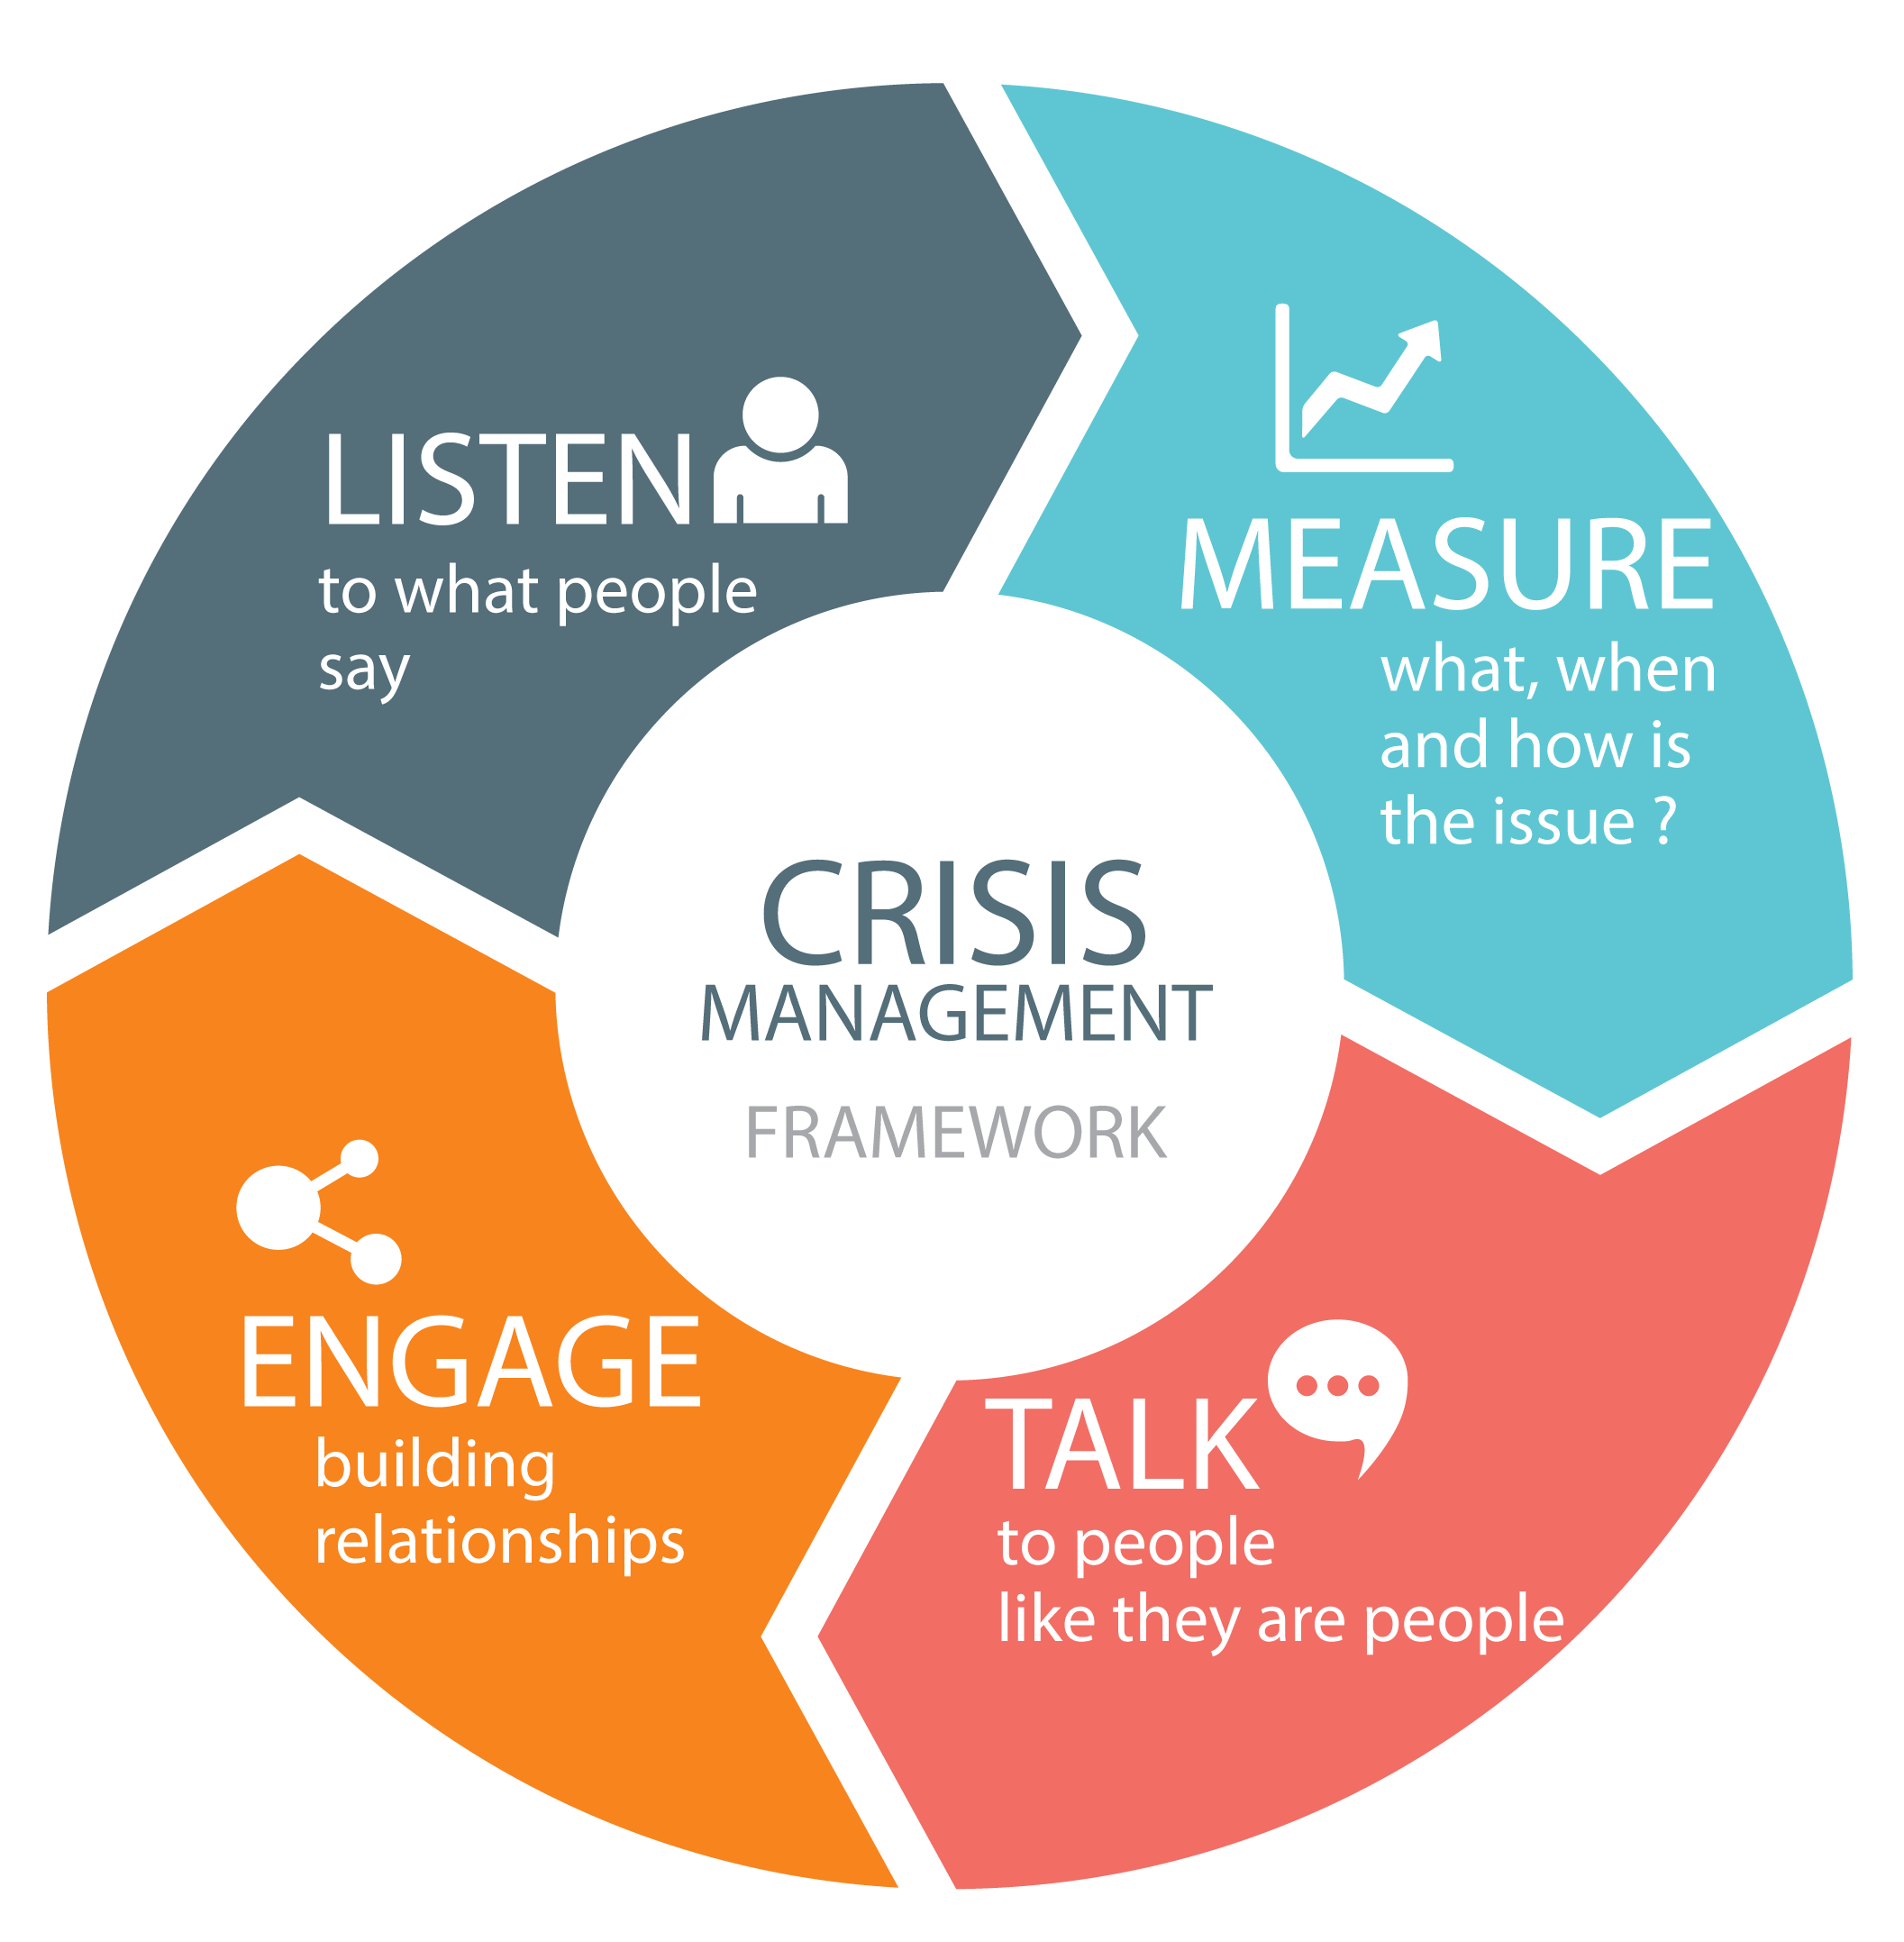 LISTEN
to what people
say
MEASURE
what, when
and how is
the issue ?
CRISIS
MANAGEMENT
FRAMEWORK
ENGAGE
building
relationships
TALK
to people
like they are people